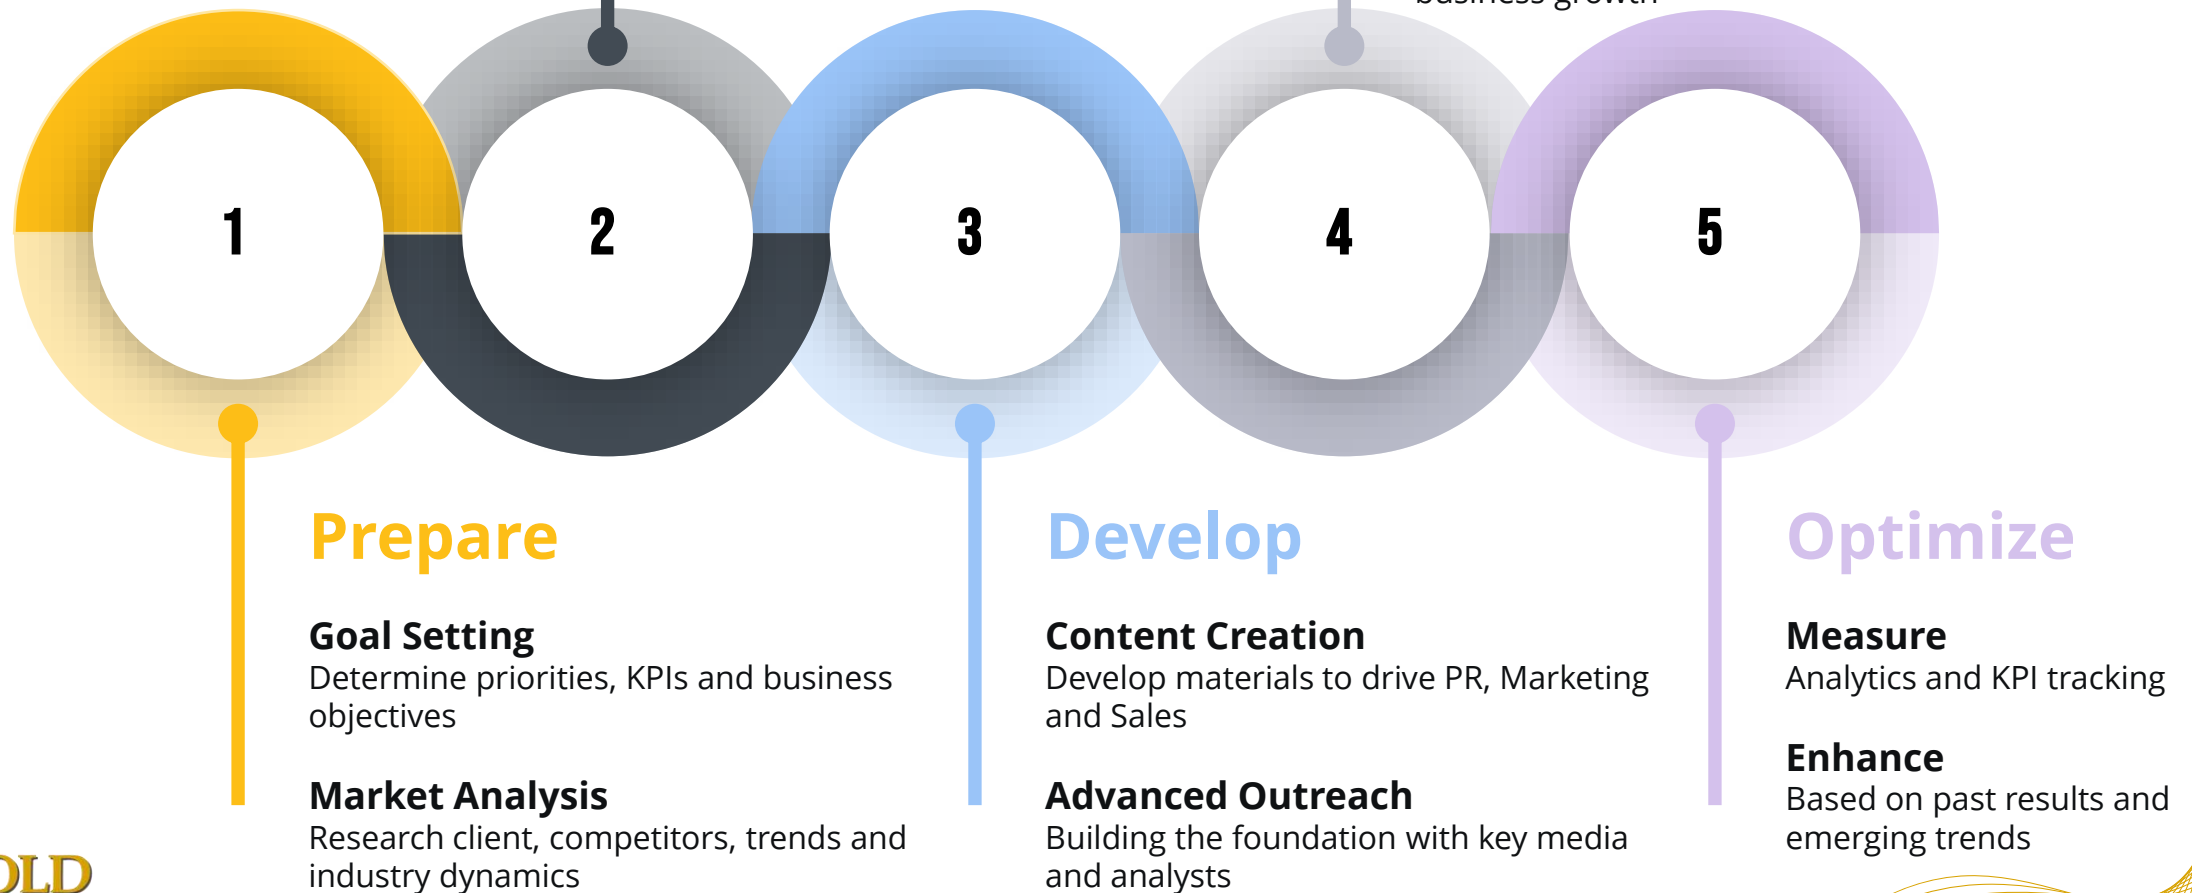 business growth
1
2
3
4
5
Prepare
Goal Setting
Determine priorities, KPIs and business
objectives
Market Analysis
Research client, competitors, trends and
industry dynamics
Develop
Content Creation
Develop materials to drive PR, Marketing
and Sales
Advanced Outreach
Building the foundation with key media
and analysts
Optimize
Measure
Analytics and KPI tracking
Enhance
Based on past results and
emerging trends
OLD